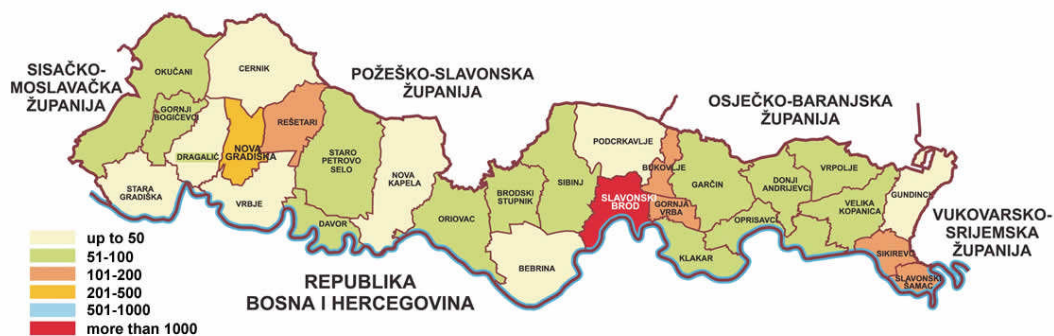 SISAČKO-
MOSLAVAČKA
ŽUPANIJA
POŽEŠKO-SLAVONSKA
ŽUPANIJA
OSJEČKO-BARANJSKA
ŽUPANIJA
VUKOVARSKO-
SRIJEMSKA
ŽUPANIJA
REPUBLIKA
BOSNA I HERCEGOVINA
OKUČANI
CERNIK
GORNJI
BOGIĆEVCI
REŠETARI
DRAGALIĆ
NOVA
GRADIŠKA
STARO
PETROVO
SELO
STARA
GRADIŠKA
VRBJE
DAVOR
NOVA
KAPELA
ORIOVAC
BRODSKI
STUPNIK
SIBINJ
BEBRINA
PODCRKAVLJE
SLAVONSKI
BROD
BUKOVLJE
GORNJA
VRBA
GARČIN
KLAKAR
OPRISAVCI
DONJI
ANDRIJEVCI
VRPOLJE
VELIKA
KOPANICA
GUNDINCI
SIKIREVCI
SLAVONSKI
ŠAMAC
up to 50
51-100
101-200
201-500
501-1000
more than 1000